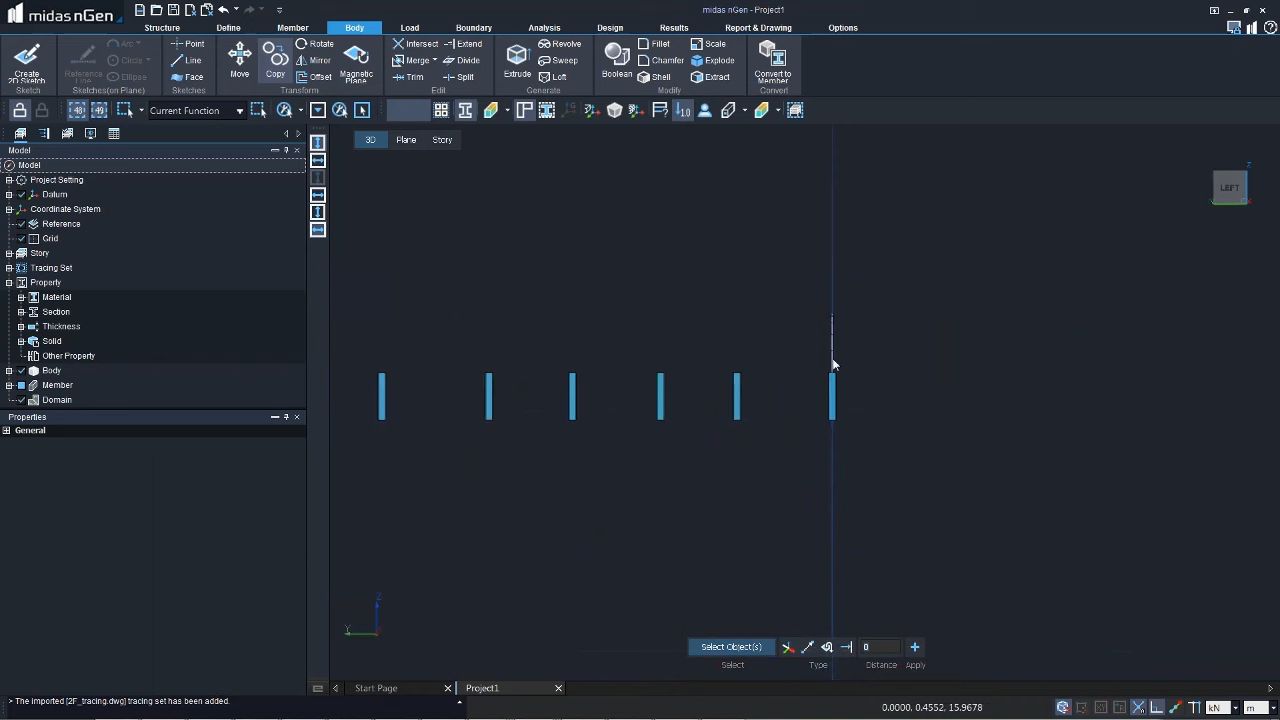 midas nGen
midas nGen - Project1
Structure Define Member Body Load Boundary Analysis Results Design Report & Drawing Options
Create 2D Sketch
Reference Line
Arc
Circle
Ellipse
Point
Line
Face
Move
Copy
Rotate
Mirror
Offset
Magnetic Plane
Intersect
Merge
Trim
Extend
Divide
Split
Extrude
Revolve
Sweep
Loft
Boolean
Fillet
Chamfer
Shell
Scale
Explode
Extract
Convert to Member
Sketch Sketches(on Plane) Sketches Transform Edit Generate Modify Convert
Current Function
Model
Model
Project Setting
Datum
Coordinate System
Reference
Grid
Story
Tracing Set
Property
Material
Section
Thickness
Solid
Other Property
Body
Member
Domain
Properties
General
3D Plane Story
LEFT
Z
Z
Y
Select Object(s) 0
Select Type Distance Apply
Start Page Project1
> The imported [2F_tracing.dwg] tracing set has been added.
0.0000, 0.4552, 15.9678
kN m